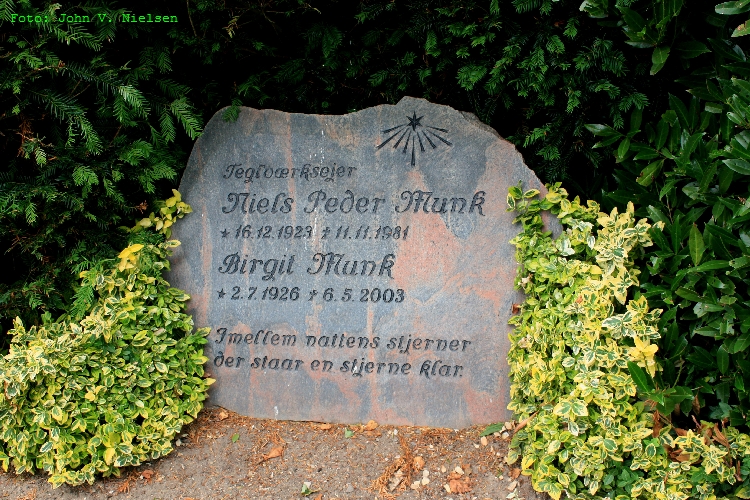 Foto: John V. Nielsen
Teglværksejer
Niels Peder Munk
* 16.12.1923 + 11.11.1981
Birgit Munk
* 2.7.1926 + 6.5.2003
Imellem nattens stjerner
der staar en stjerne klar.